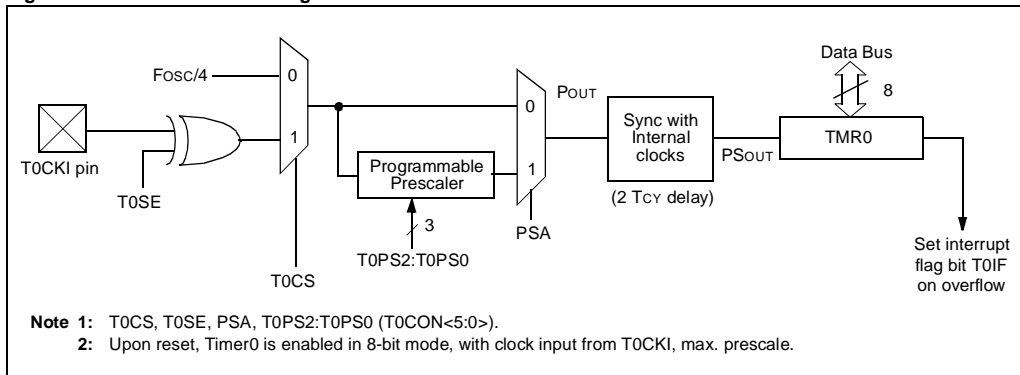 Data Bus
8
FOSC/4
0
1
T0CKI pin
T0SE
T0CS
Programmable
Prescaler
3
T0PS2:T0PS0
0
1
PSA
POUT
Sync with
Internal
clocks
(2 TCY delay)
PSOUT
TMR0
Set interrupt
flag bit T0IF
on overflow
Note 1: T0CS, T0SE, PSA, T0PS2:T0PS0 (T0CON<5:0>).
2: Upon reset, Timer0 is enabled in 8-bit mode, with clock input from T0CKI, max. prescale.